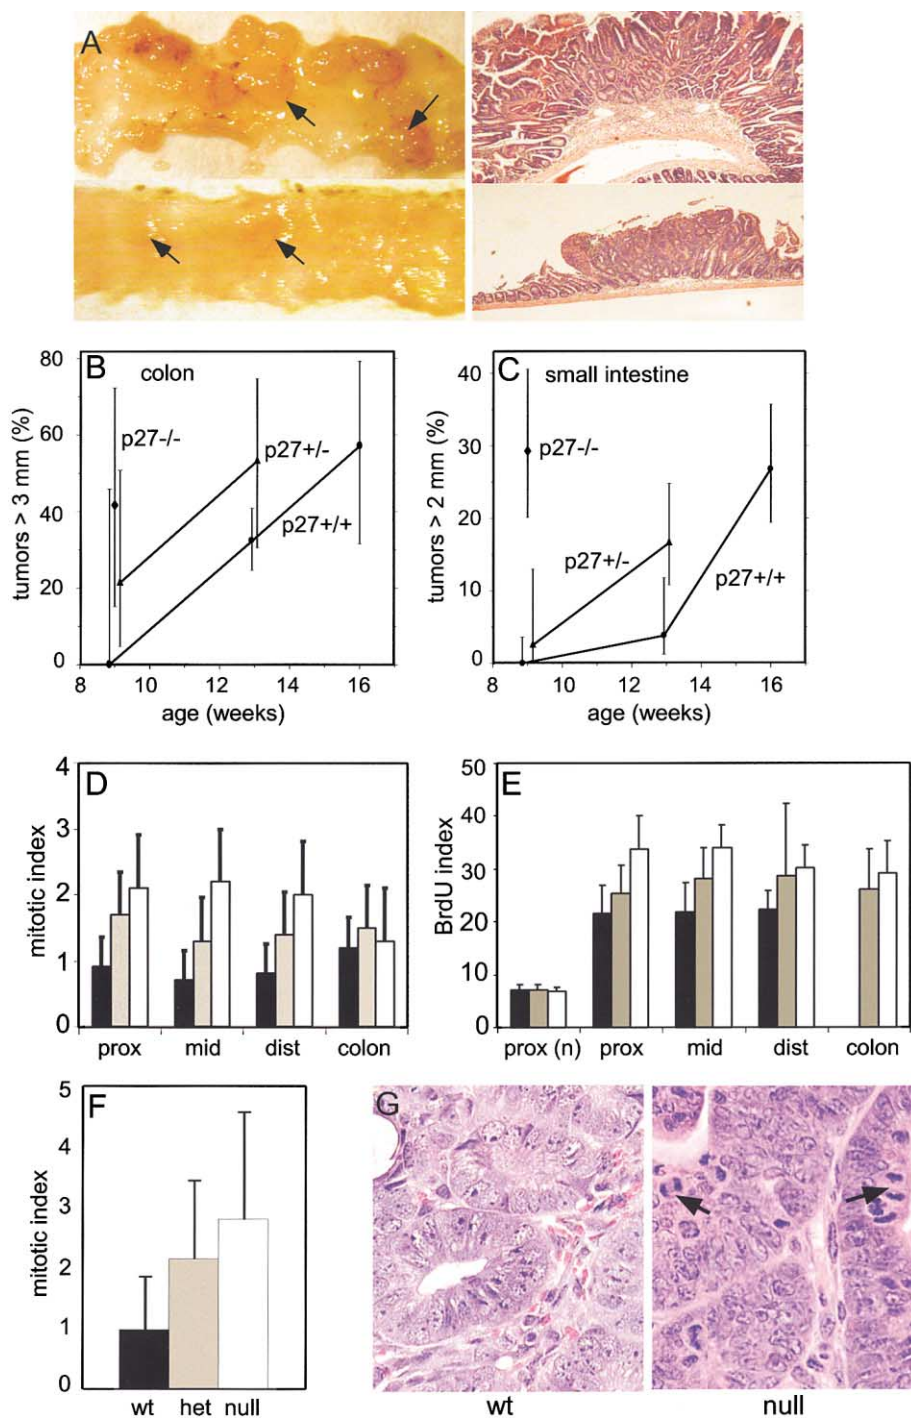 A
B
colon
80
60
40
20
0
tumors > 3 mm (%)
p27-/-
p27+/-
p27+/+
8 10 12 14 16
age (weeks)
C
small intestine
40
30
20
10
0
tumors > 2 mm (%)
p27-/-
p27+/-
p27+/+
8 10 12 14 16
age (weeks)
D
4
3
2
1
0
mitotic index
prox mid dist colon
E
50
40
30
20
10
0
BrdU index
prox (n) prox mid dist colon
F
5
4
3
2
1
0
mitotic index
wt het null
G
wt null